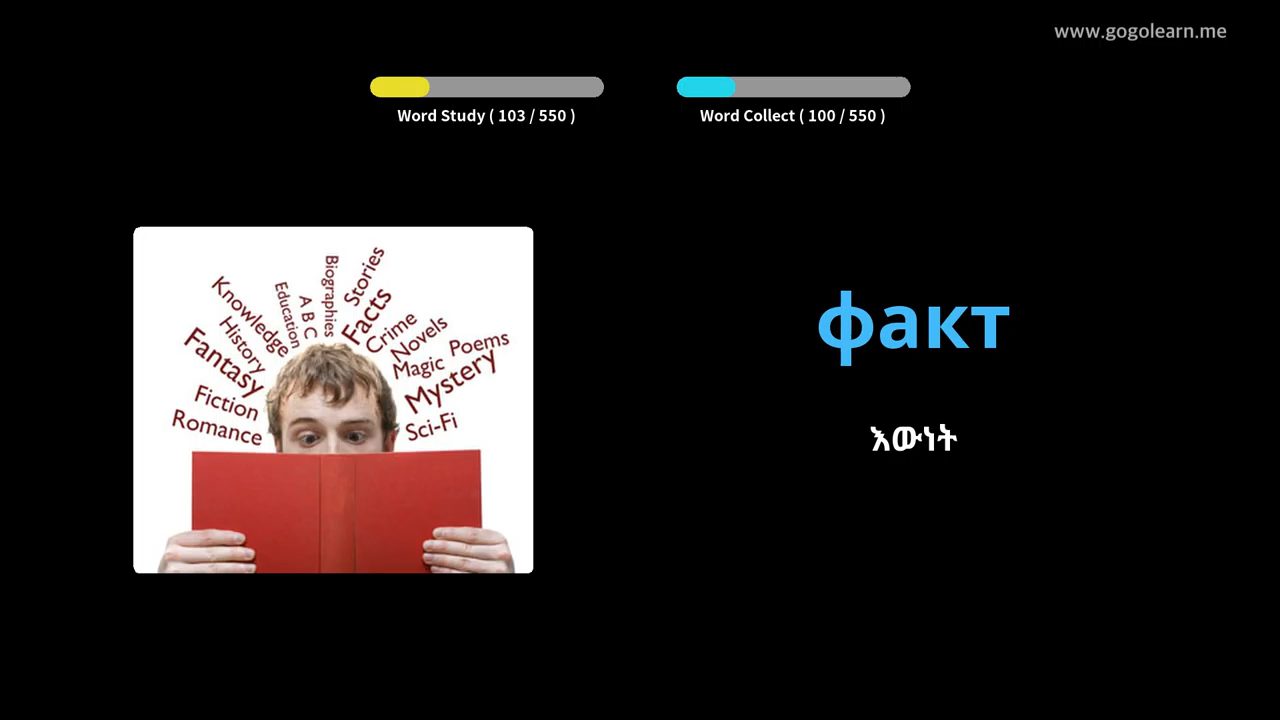 www.gogolearn.me
Word Study ( 103 / 550 )
Word Collect ( 100 / 550 )
Knowledge
History
Fantasy
Fiction
Romance
Education
A B C
Biographies
Stories
Facts
Crime
Novels
Magic
Poems
Mystery
Sci-Fi
факт
እውነት